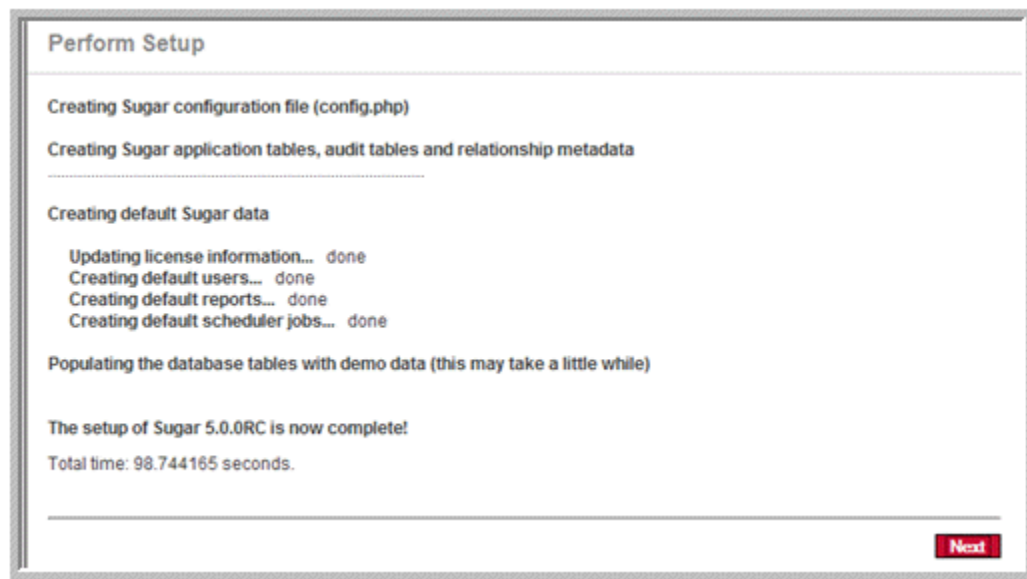 Perform Setup
Creating Sugar configuration file (config.php)
Creating Sugar application tables, audit tables and relationship metadata
Creating default Sugar data
Updating license information... done
Creating default users... done
Creating default reports... done
Creating default scheduler jobs... done
Populating the database tables with demo data (this may take a little while)
The setup of Sugar 5.0.0RC is now complete!
Total time: 98.744165 seconds.
Next